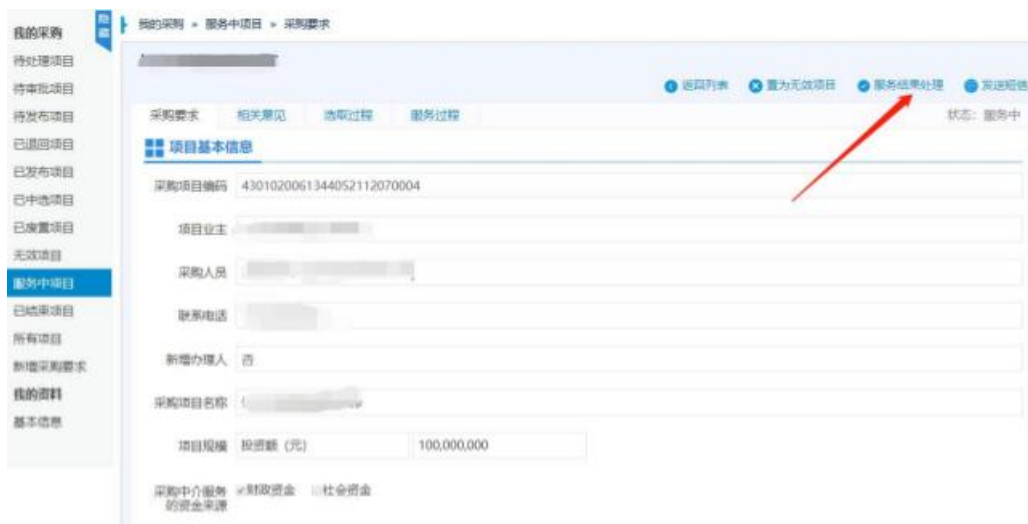 隐藏
我的采购 » 服务中项目 » 采购要求
我的采购
待处理项目
待审批项目
待发布项目
已退回项目
已发布项目
已中选项目
已废置项目
无效项目
服务中项目
已结束项目
所有项目
新增采购要求
我的资料
基本信息
返回列表 置为无效项目 服务结果处理 发送短信
采购要求 相关意见 选取过程 服务过程 状态：服务中
项目基本信息
采购项目编码 4301020061344052112070004
项目业主
采购人员
联系电话
新增办理人 否
采购项目名称
项目规模 投资额（元） 100,000,000
采购中介服务 财政资金 社会资金
的资金来源